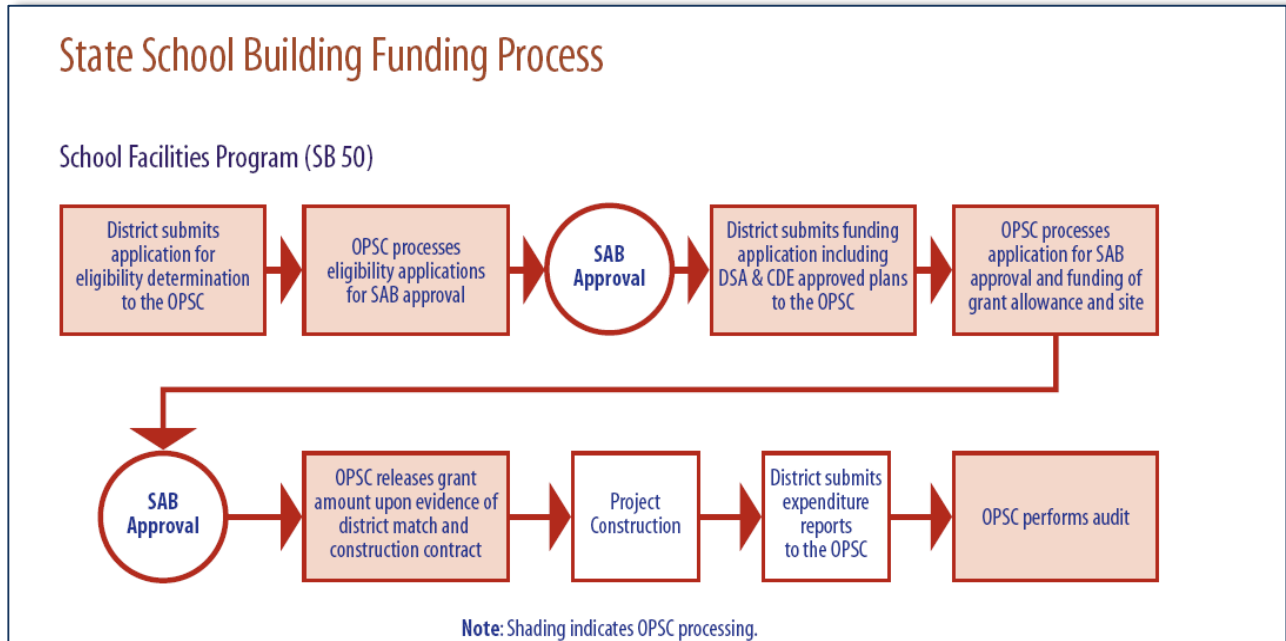 State School Building Funding Process
School Facilities Program (SB 50)
District submits
application for
eligibility determination
to the OPSC
OPSC processes
eligibility applications
for SAB approval
SAB
Approval
District submits funding
application including
DSA & CDE approved plans
to the OPSC
OPSC processes
application for SAB
approval and funding of
grant allowance and site
SAB
Approval
OPSC releases grant
amount upon evidence of
district match and
construction contract
Project
Construction
District submits
expenditure
reports
to the OPSC
OPSC performs audit
Note: Shading indicates OPSC processing.